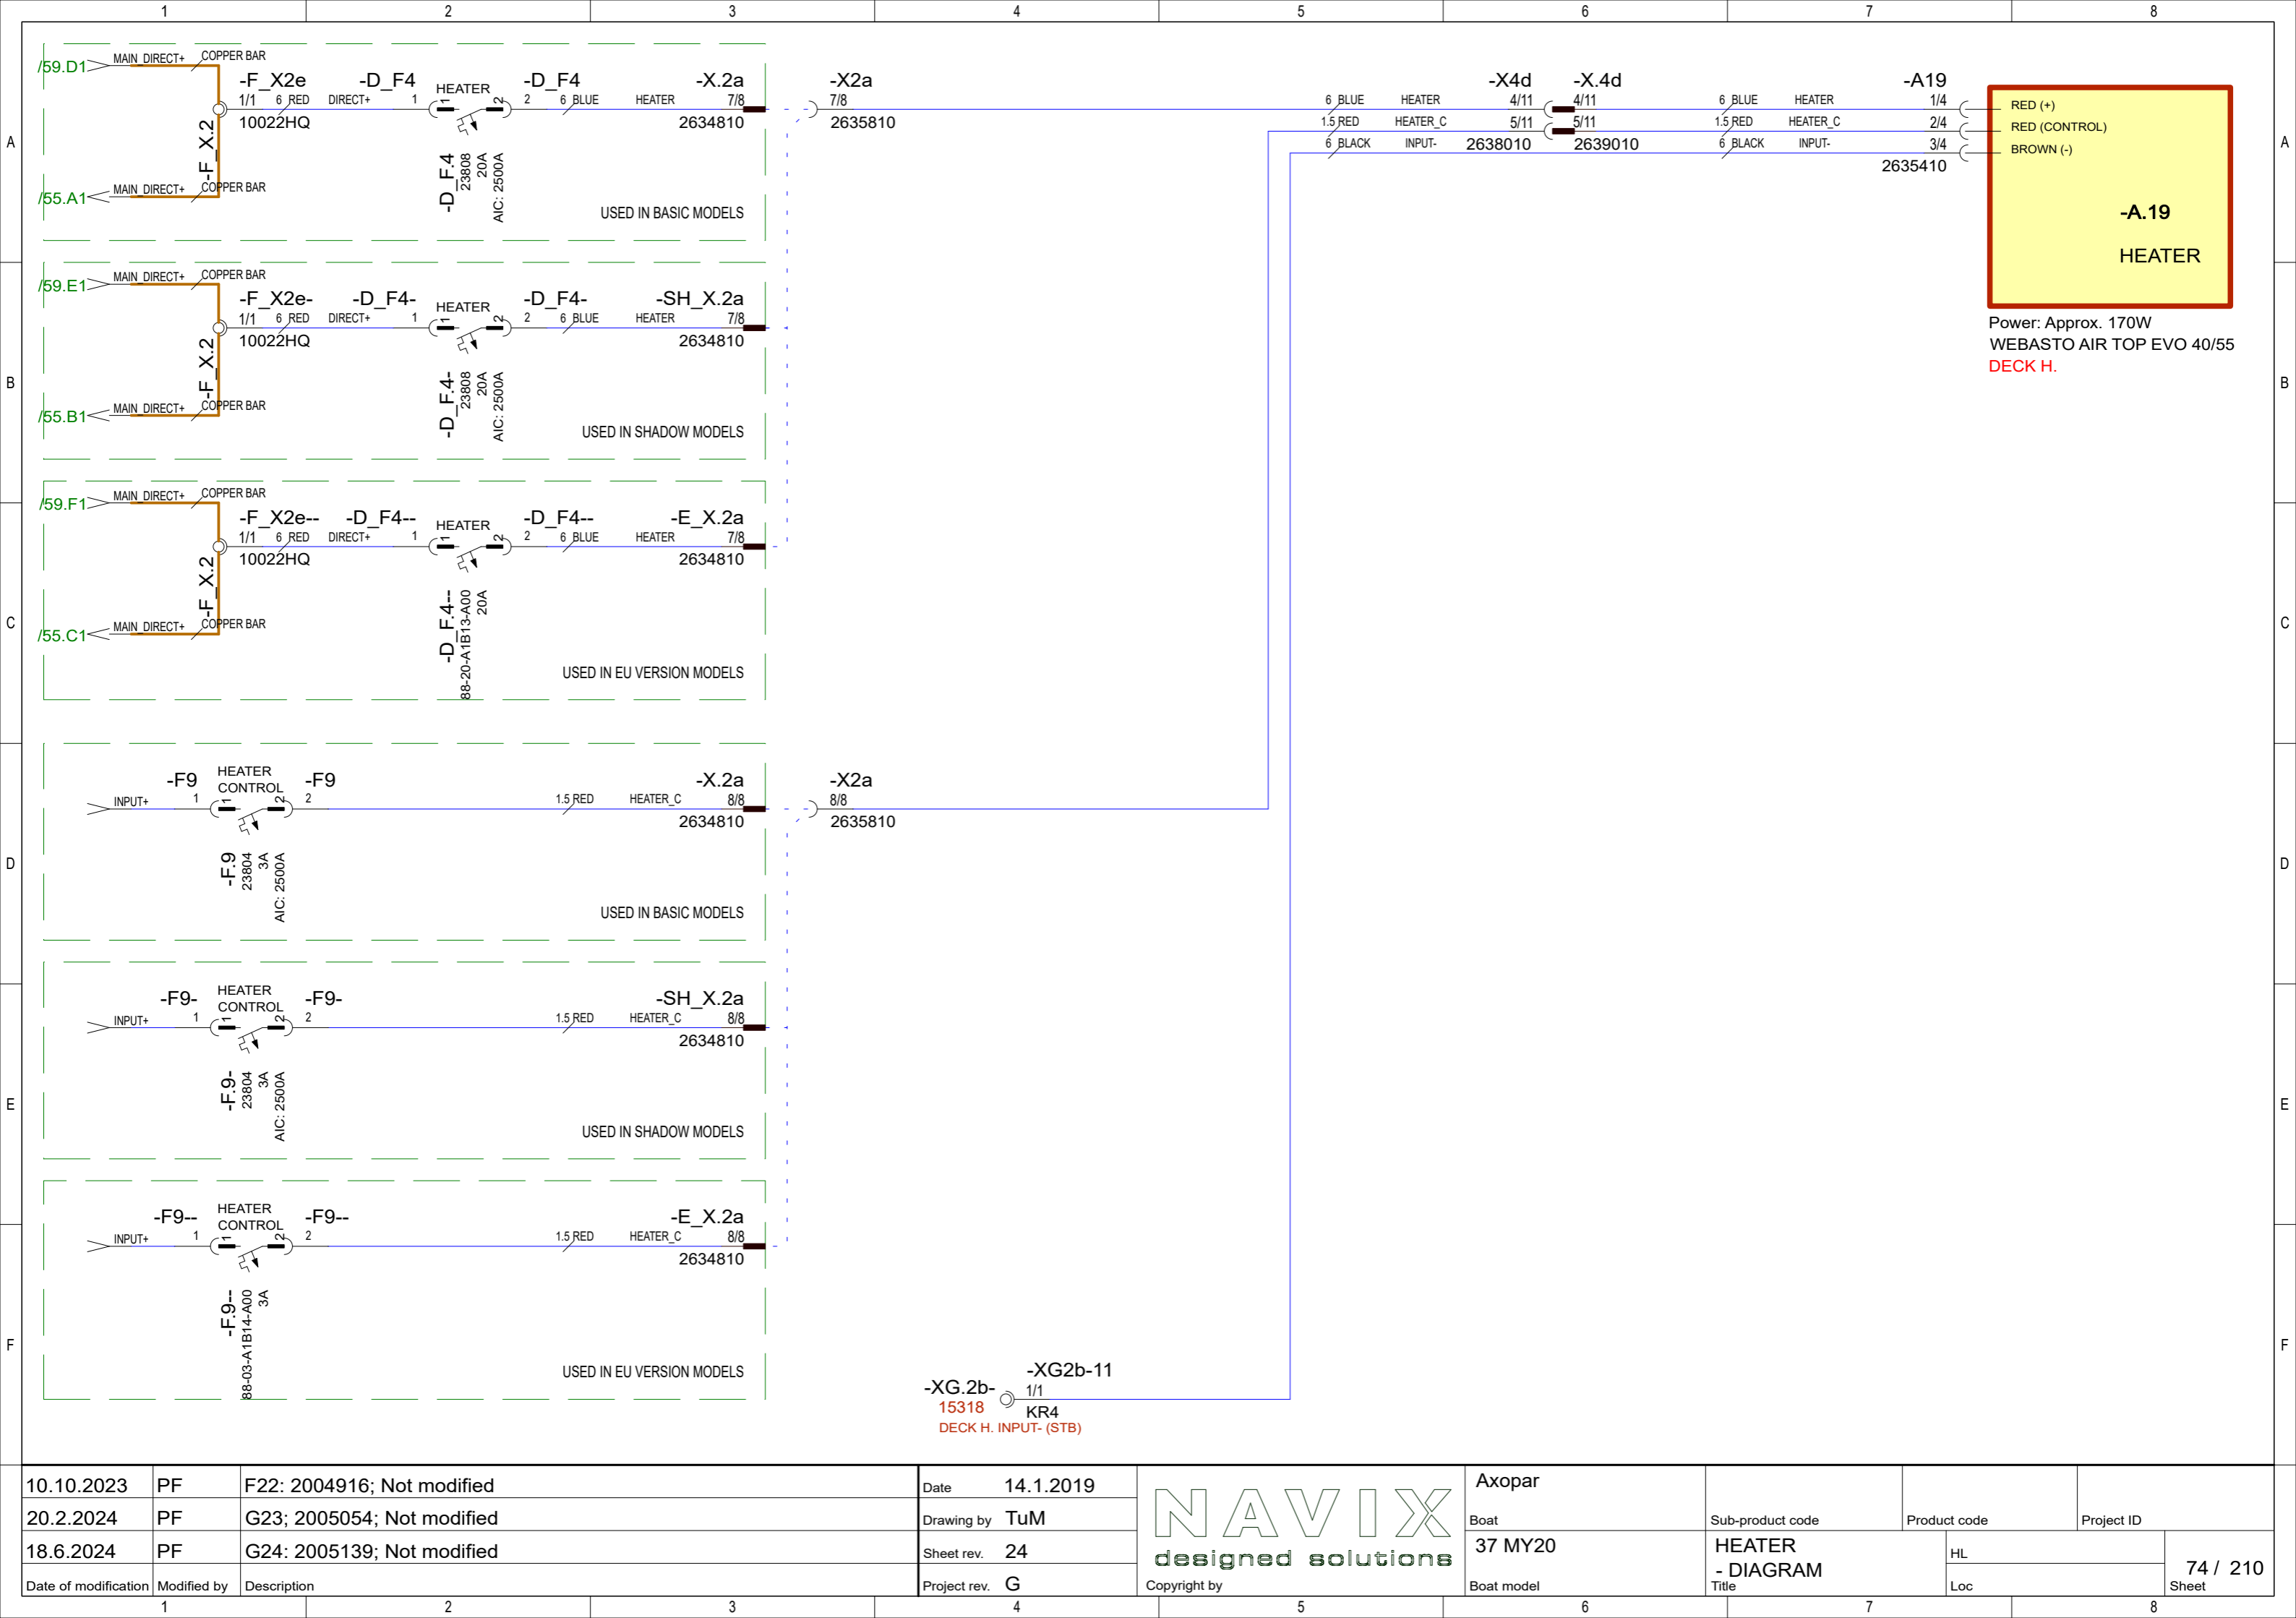 1 2 3 4 5 6 7 8
A
/59.D1 MAIN_DIRECT+ COPPER BAR
-F_X2e -D_F4 HEATER -D_F4 -X.2a -X2a
1/1 6 RED DIRECT+ 1 1 2 2 6 BLUE HEATER 7/8 7/8
10022HQ 2634810 2635810
-F_X.2
/55.A1 MAIN_DIRECT+ COPPER BAR
-D_F.4
23808
20A
AIC: 2500A
USED IN BASIC MODELS
-X4d -X.4d -A19
6 BLUE HEATER 4/11 4/11 6 BLUE HEATER 1/4 RED (+)
1.5 RED HEATER_C 5/11 5/11 1.5 RED HEATER_C 2/4 RED (CONTROL)
6 BLACK INPUT- 2638010 2639010 6 BLACK INPUT- 3/4 BROWN (-)
2635410
A
-A.19
HEATER
Power: Approx. 170W
WEBASTO AIR TOP EVO 40/55
DECK H.
B
/59.E1 MAIN_DIRECT+ COPPER BAR
-F_X2e- -D_F4- HEATER -D_F4- -SH_X.2a
1/1 6 RED DIRECT+ 1 1 2 2 6 BLUE HEATER 7/8
10022HQ 2634810
-F_X.2
/55.B1 MAIN_DIRECT+ COPPER BAR
-D_F.4-
23808
20A
AIC: 2500A
USED IN SHADOW MODELS
B
C
/59.F1 MAIN_DIRECT+ COPPER BAR
-F_X2e-- -D_F4-- HEATER -D_F4-- -E_X.2a
1/1 6 RED DIRECT+ 1 1 2 2 6 BLUE HEATER 7/8
10022HQ 2634810
-F_X.2
/55.C1 MAIN_DIRECT+ COPPER BAR
-D_F.4--
88-20-A1B13-A00
20A
USED IN EU VERSION MODELS
C
D
-F9 HEATER CONTROL -F9 -X.2a -X2a
INPUT+ 1 1 2 2 1.5 RED HEATER_C 8/8 8/8
2634810 2635810
-F.9
23804
3A
AIC: 2500A
USED IN BASIC MODELS
D
E
-F9- HEATER CONTROL -F9- -SH_X.2a
INPUT+ 1 1 2 2 1.5 RED HEATER_C 8/8
2634810
-F.9-
23804
3A
AIC: 2500A
USED IN SHADOW MODELS
E
F
-F9-- HEATER CONTROL -F9-- -E_X.2a
INPUT+ 1 1 2 2 1.5 RED HEATER_C 8/8
2634810
-F.9--
88-03-A1B14-A00
3A
USED IN EU VERSION MODELS
-XG2b-11
-XG.2b- 1/1
15318 KR4
DECK H. INPUT- (STB)
F
10.10.2023 PF F22: 2004916; Not modified
20.2.2024 PF G23; 2005054; Not modified
18.6.2024 PF G24: 2005139; Not modified
Date of modification Modified by Description
Date 14.1.2019
Drawing by TuM
Sheet rev. 24
Project rev. G
NAVIX
designed solutions
Copyright by
Axopar
Boat
37 MY20
Boat model
Sub-product code Product code Project ID
HEATER
- DIAGRAM
Title
HL
Loc
74 / 210
Sheet
1 2 3 4 5 6 7 8